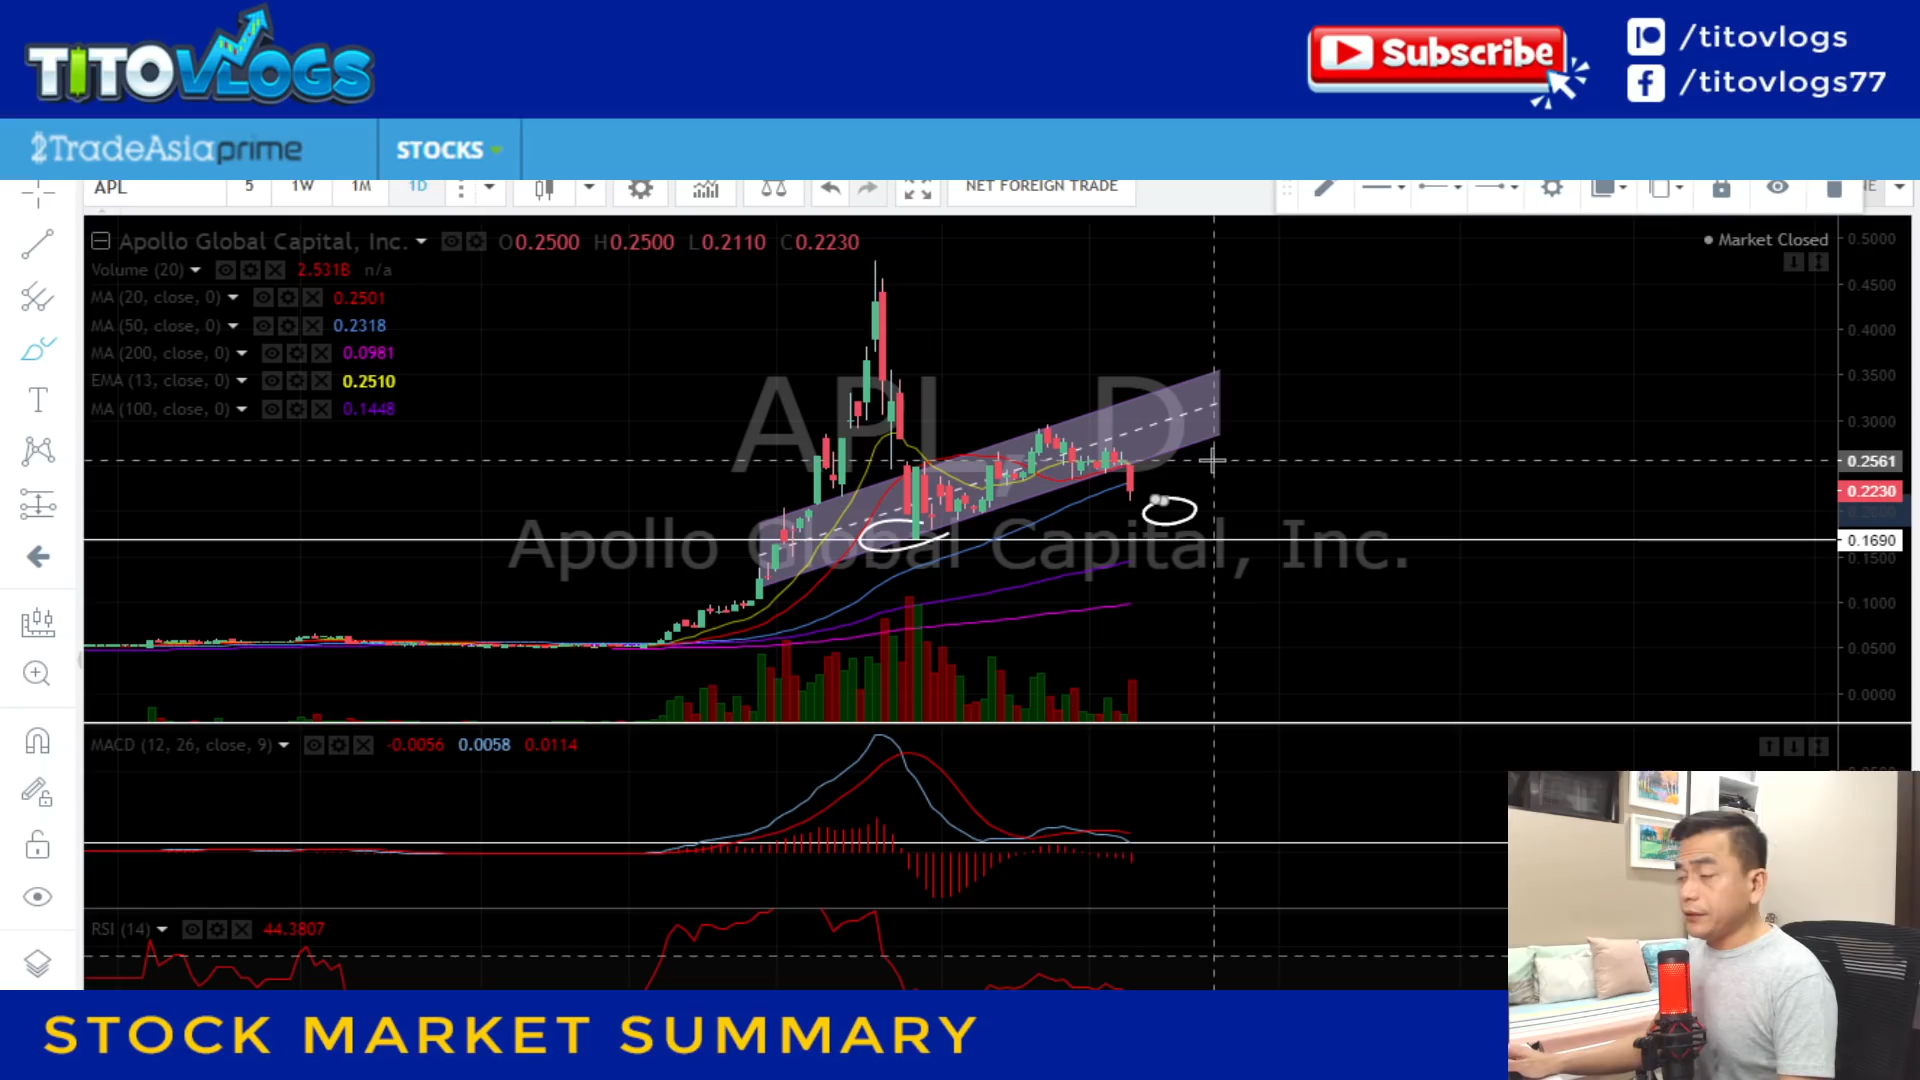 TITOVLOGS
Subscribe
/titovlogs
/titovlogs77
2TradeAsiaprime
STOCKS
APL 5 1W 1M 1D NET FOREIGN TRADE
Apollo Global Capital, Inc. O0.2500 H0.2500 L0.2110 C0.2230
Market Closed
Volume (20) 2.531B n/a
MA (20, close, 0) 0.2501
MA (50, close, 0) 0.2318
MA (200, close, 0) 0.0981
EMA (13, close, 0) 0.2510
MA (100, close, 0) 0.1448
0.5000
0.4500
0.4000
0.3500
0.3000
0.2561
0.2230
0.1690
0.1500
0.1000
0.0500
0.0000
Apollo Global Capital, Inc.
MACD (12, 26, close, 9) -0.0056 0.0058 0.0114
RSI (14) 44.3807
STOCK MARKET SUMMARY